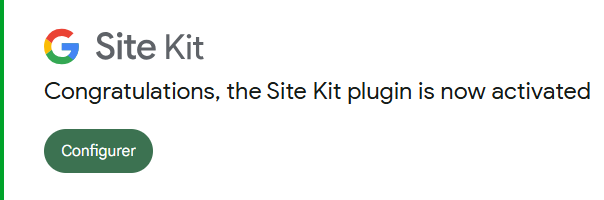 Site Kit
Congratulations, the Site Kit plugin is now activated
Configurer